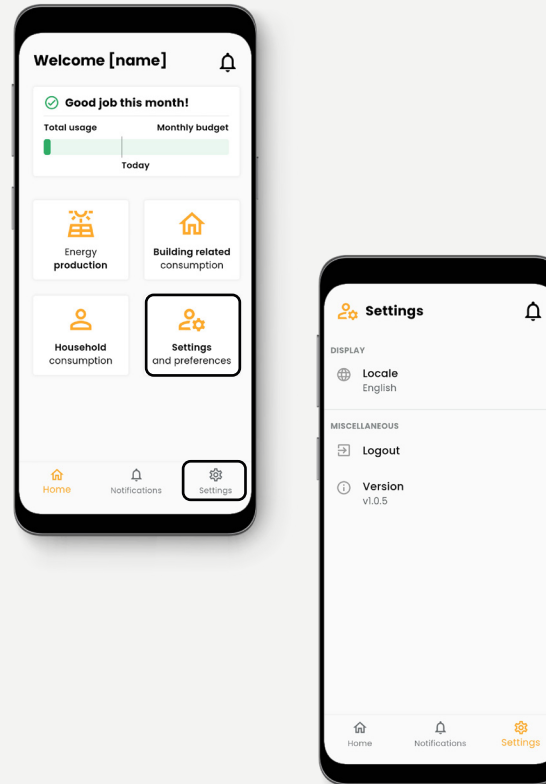 Welcome [name]
Good job this month!
Total usage Monthly budget
Today
Energy
production
Building related
consumption
Household
consumption
Settings
and preferences
Home Notifications Settings
Settings
DISPLAY
Locale
English
MISCELLANEOUS
Logout
Version
v1.0.5
Home Notifications Settings